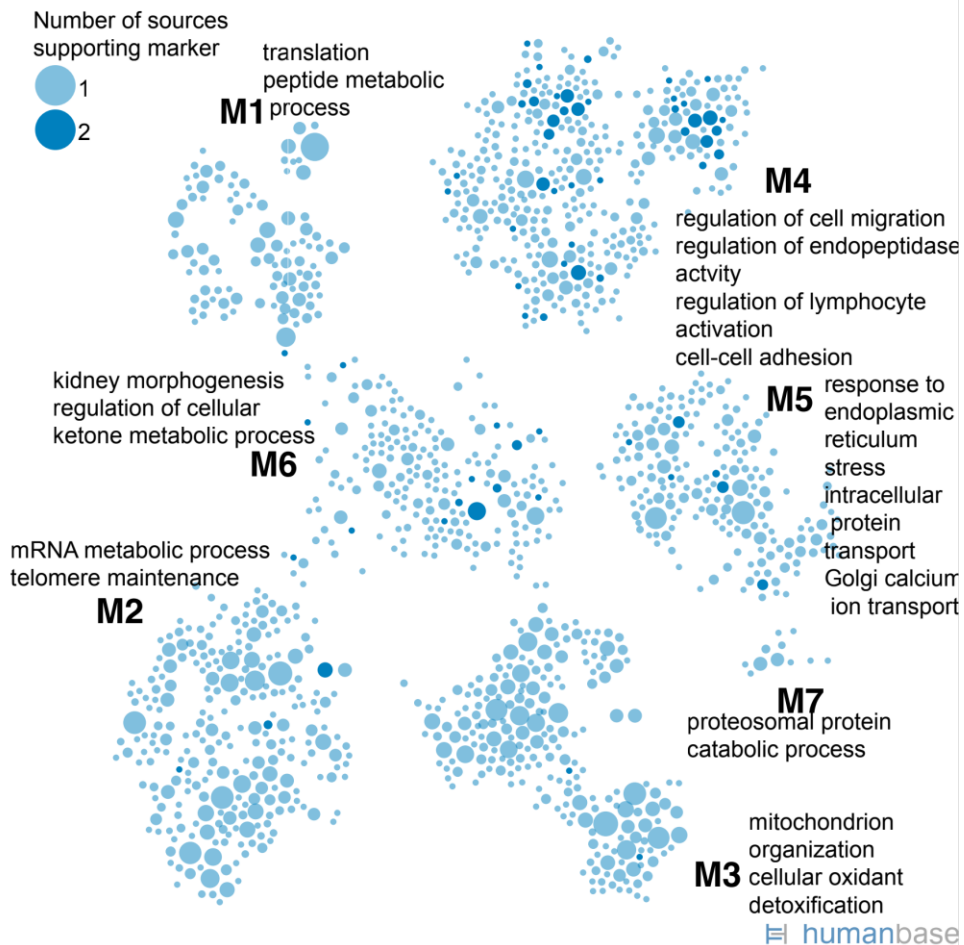 Number of sources
supporting marker
1
2
translation
peptide metabolic
process
M1
M4
regulation of cell migration
regulation of endopeptidase
actvity
regulation of lymphocyte
activation
cell-cell adhesion
kidney morphogenesis
regulation of cellular
ketone metabolic process
M6
M5
response to
endoplasmic
reticulum
stress
intracellular
protein
transport
Golgi calcium
ion transport
mRNA metabolic process
telomere maintenance
M2
M7
proteosomal protein
catabolic process
M3
mitochondrion
organization
cellular oxidant
detoxification
humanbase